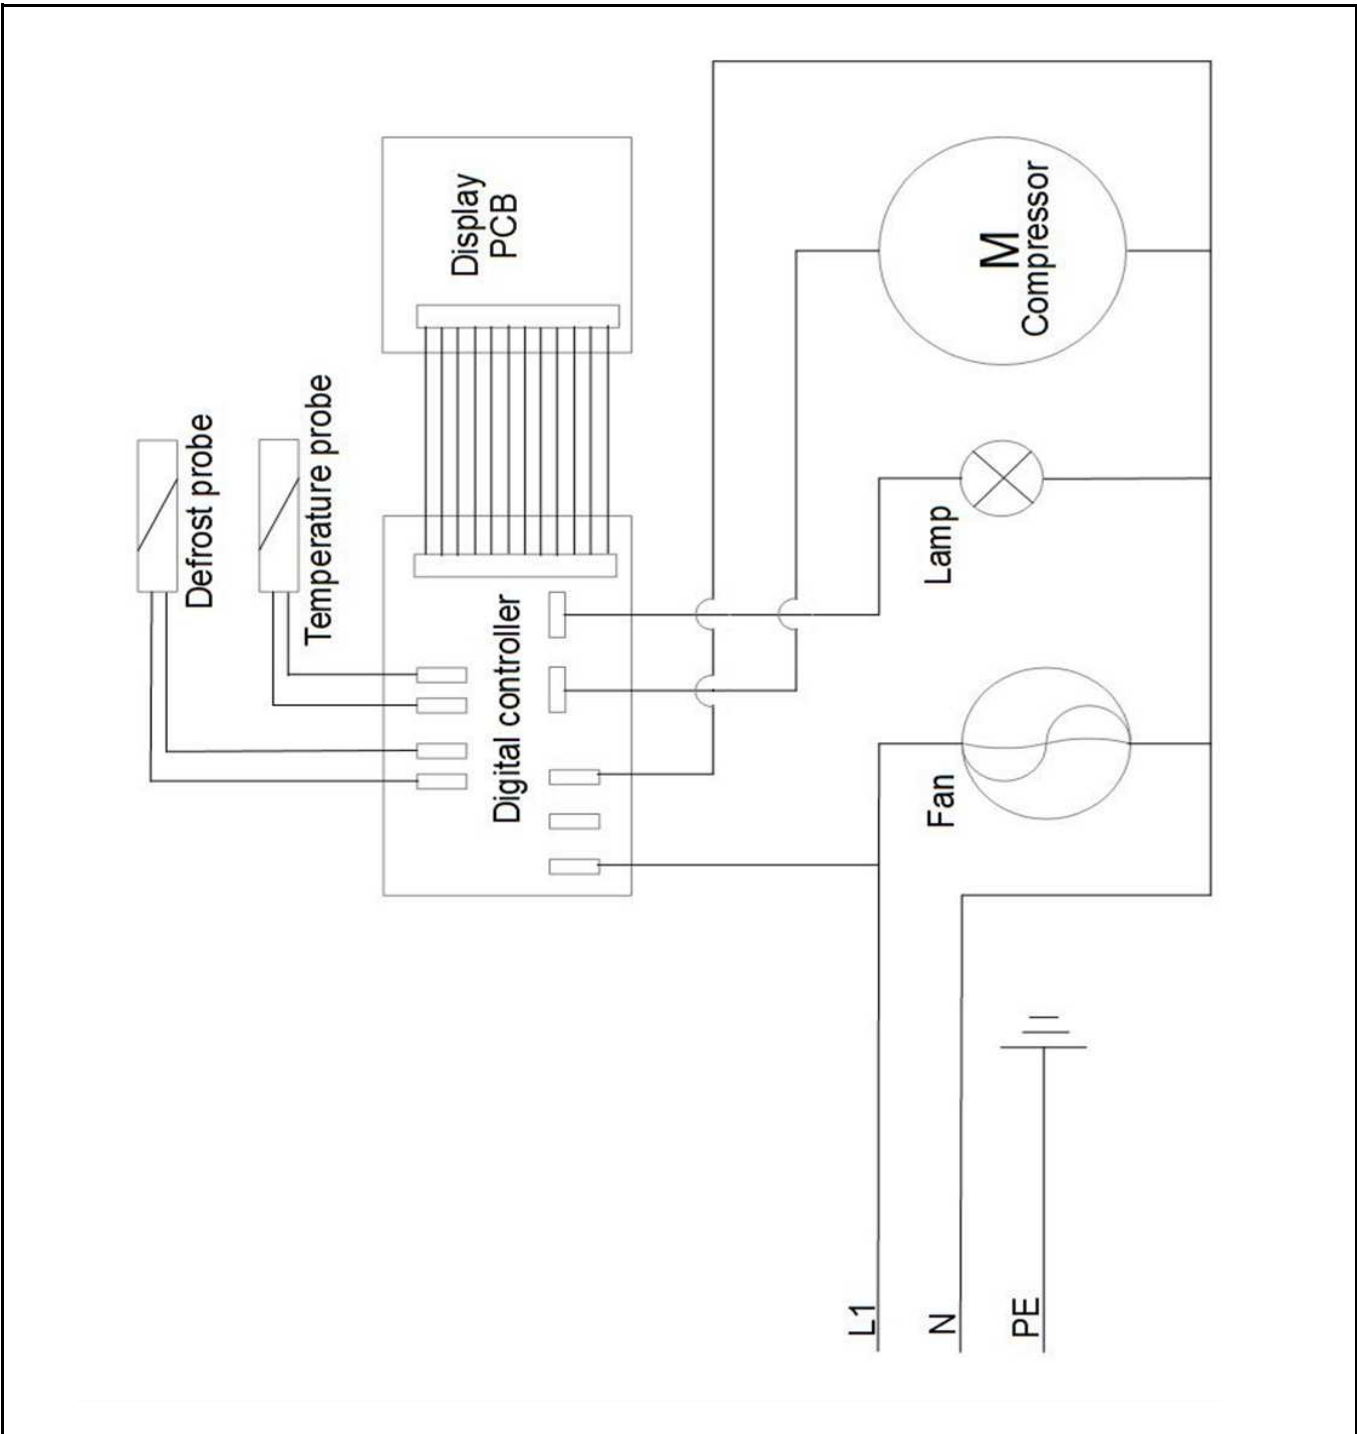 Defrost probe
Temperature probe
Display
PCB
Digital controller
M
Compressor
Lamp
Fan
L1
N
PE